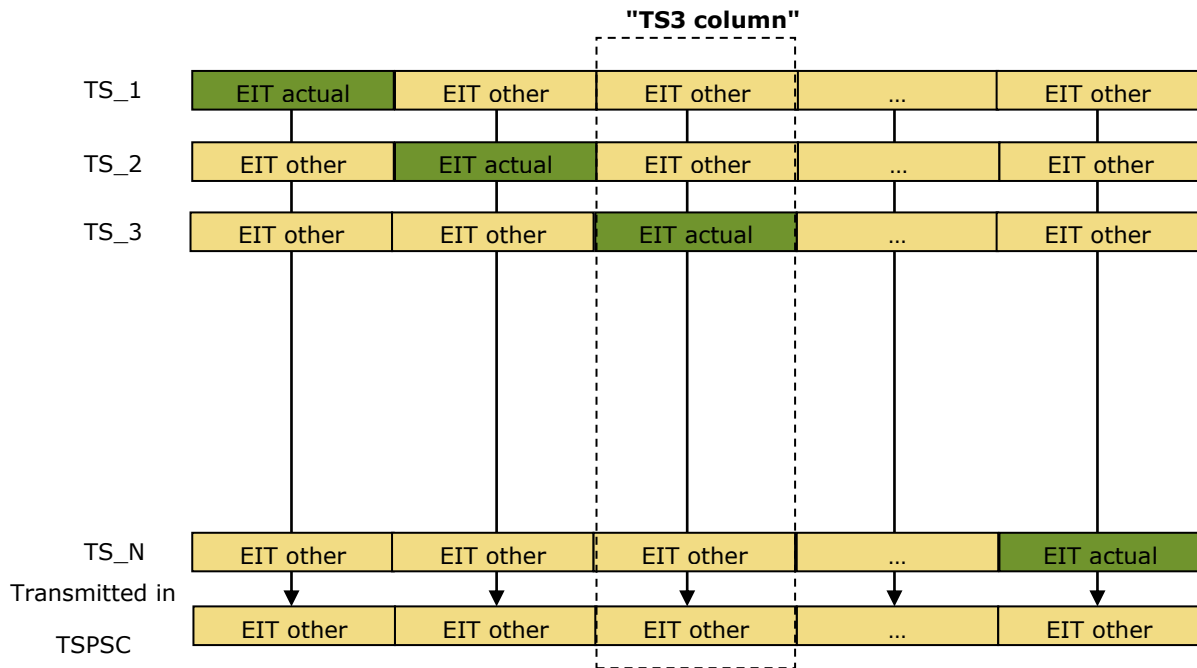 "TS3 column"
TS_1 EIT actual EIT other EIT other ... EIT other
TS_2 EIT other EIT actual EIT other ... EIT other
TS_3 EIT other EIT other EIT actual ... EIT other
TS_N EIT other EIT other EIT other ... EIT actual
Transmitted in
TSPSC EIT other EIT other EIT other ... EIT other